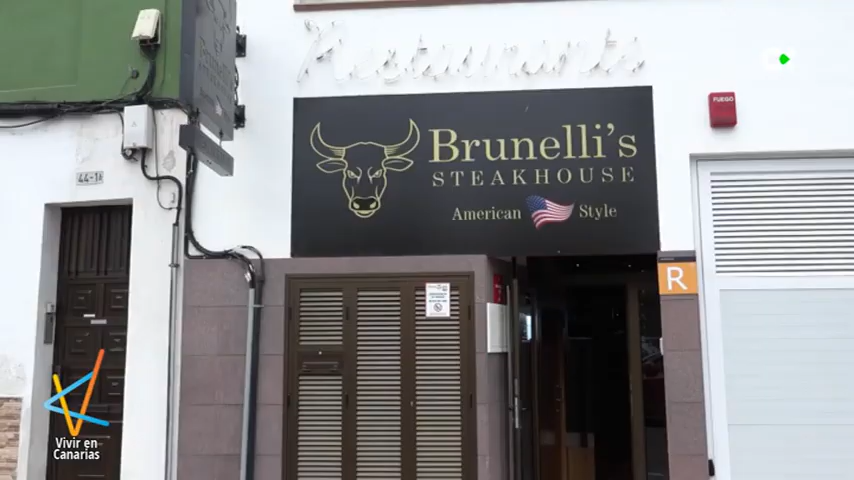 Restaurante
FUEGO
Brunelli's
STEAKHOUSE
American Style
44-1A
R
Vivir en
Canarias